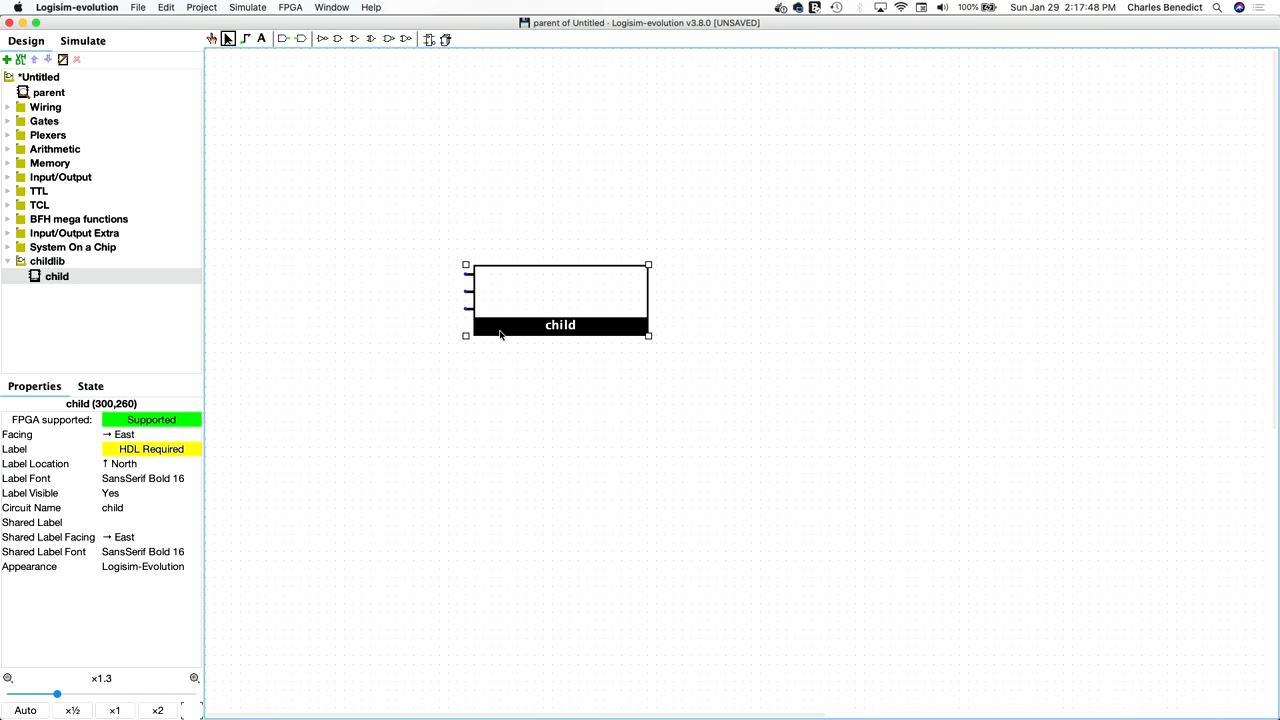 Logisim-evolution File Edit Project Simulate FPGA Window Help 100% Sun Jan 29 2:17:48 PM Charles Benedict
parent of Untitled · Logisim-evolution v3.8.0 [UNSAVED]
Design Simulate
A
*Untitled
parent
Wiring
Gates
Plexers
Arithmetic
Memory
Input/Output
TTL
TCL
BFH mega functions
Input/Output Extra
System On a Chip
childlib
child
child
Properties State
child (300,260)
FPGA supported: Supported
Facing → East
Label HDL Required
Label Location ↑ North
Label Font SansSerif Bold 16
Label Visible Yes
Circuit Name child
Shared Label
Shared Label Facing → East
Shared Label Font SansSerif Bold 16
Appearance Logisim-Evolution
×1.3
Auto ×½ ×1 ×2